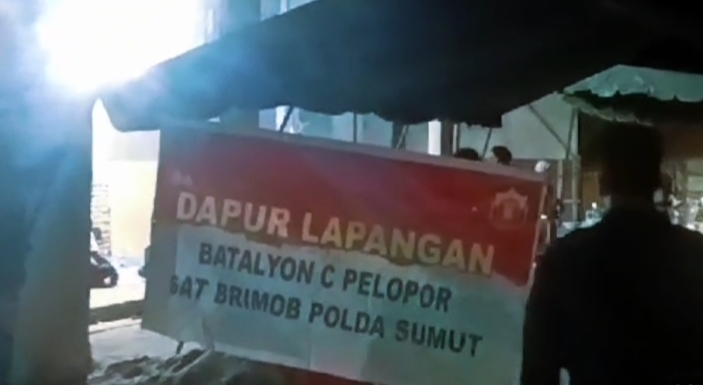 DAPUR LAPANGAN
BATALYON C PELOPOR
SAT BRIMOB POLDA SUMUT